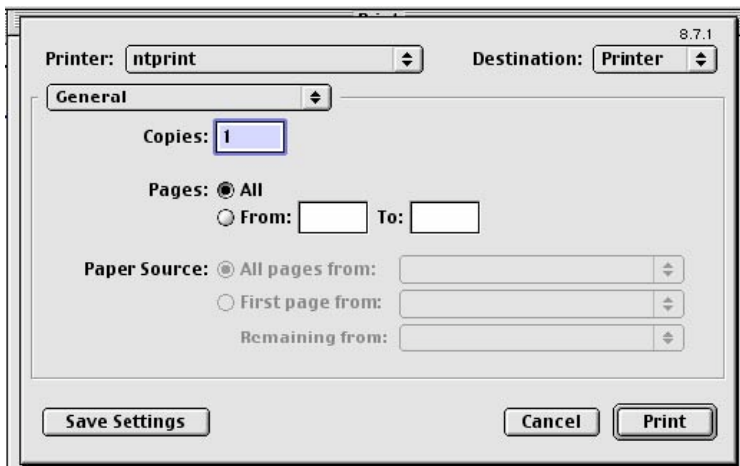 8.7.1
Printer: ntprint Destination: Printer
General
Copies: 1
Pages: All
From: To:
Paper Source: All pages from:
First page from:
Remaining from:
Save Settings Cancel Print